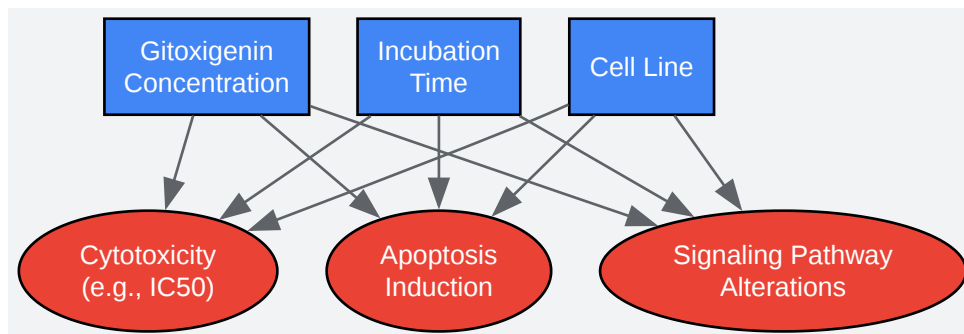 Gitoxigenin
Concentration
Incubation
Time
Cell Line
Cytotoxicity
(e.g., IC50)
Apoptosis
Induction
Signaling Pathway
Alterations